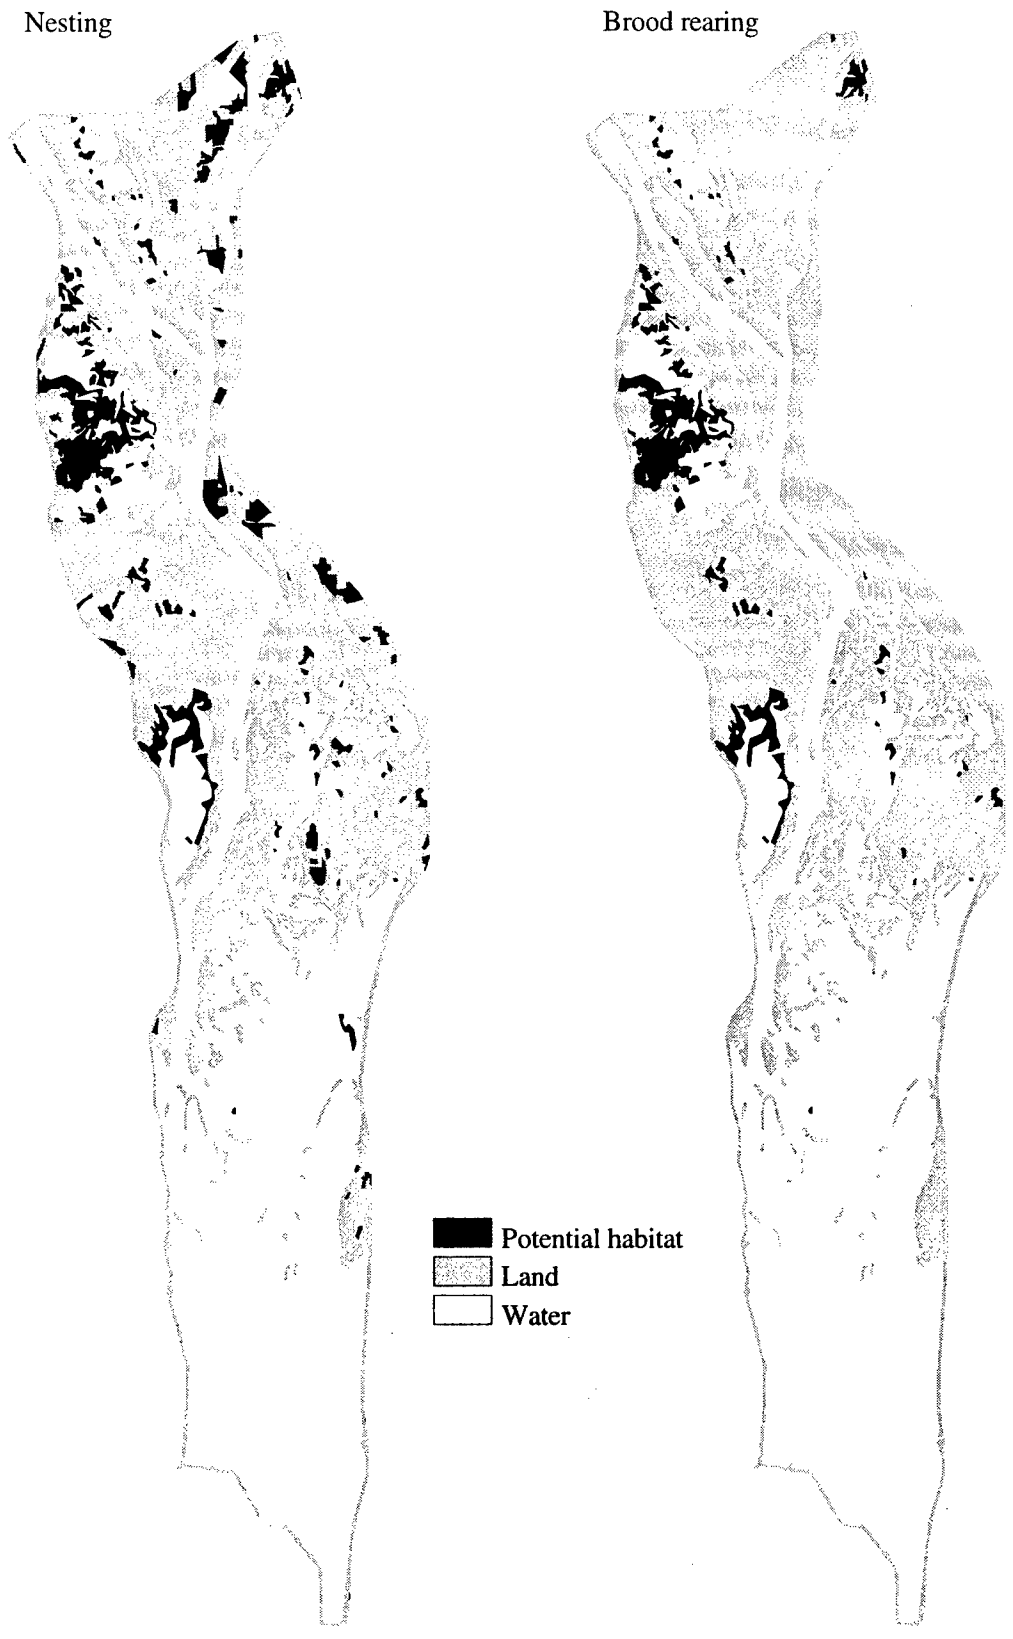 Nesting
Brood rearing
Potential habitat
Land
Water